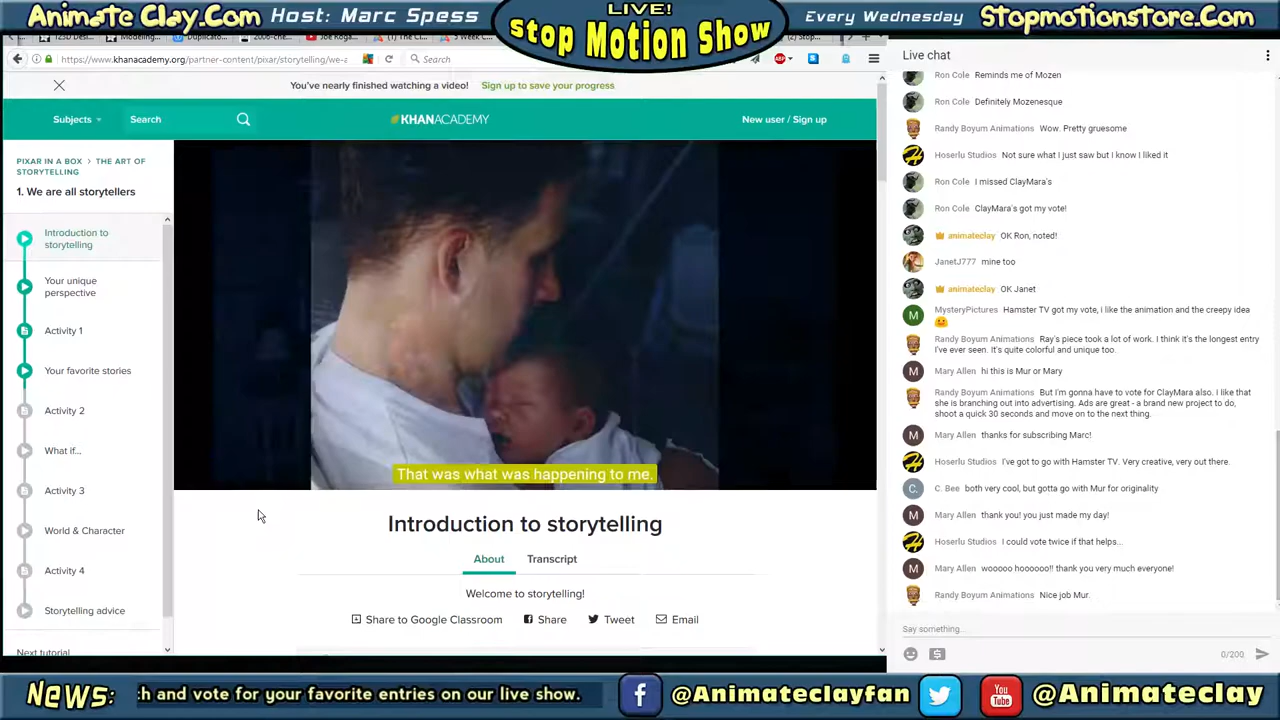 Animate Clay.Com Host: Marc Spess
LIVE!
Stop Motion Show
Every Wednesday Stopmotionstore.Com
https://www.khanacademy.org/partner-content/pixar/storytelling/we-a
Search
You've nearly finished watching a video! Sign up to save your progress
Subjects
Search
KHANACADEMY
New user / Sign up
PIXAR IN A BOX > THE ART OF
STORYTELLING
1. We are all storytellers
Introduction to
storytelling
Your unique
perspective
Activity 1
Your favorite stories
Activity 2
What if...
Activity 3
World & Character
Activity 4
Storytelling advice
Next tutorial
That was what was happening to me.
Introduction to storytelling
About
Transcript
Welcome to storytelling!
Share to Google Classroom
Share
Tweet
Email
Live chat
Ron Cole Reminds me of Mozen
Ron Cole Definitely Mozenesque
Randy Boyum Animations Wow. Pretty gruesome
Hoserlu Studios Not sure what I just saw but I know I liked it
Ron Cole I missed ClayMara's
Ron Cole ClayMara's got my vote!
animateclay OK Ron, noted!
JanetJ777 mine too
animateclay OK Janet
M
MysteryPictures Hamster TV got my vote, i like the animation and the creepy idea
Randy Boyum Animations Ray's piece took a lot of work. I think it's the longest entry
I've ever seen. It's quite colorful and unique too.
M
Mary Allen hi this is Mur or Mary
Randy Boyum Animations But I'm gonna have to vote for ClayMara also. I like that
she is branching out into advertising. Ads are great - a brand new project to do,
shoot a quick 30 seconds and move on to the next thing.
M
Mary Allen thanks for subscribing Marc!
Hoserlu Studios I've got to go with Hamster TV. Very creative, very out there.
C.
C. Bee both very cool, but gotta go with Mur for originality
M
Mary Allen thank you! you just made my day!
Hoserlu Studios I could vote twice if that helps...
M
Mary Allen wooooo hoooooo!! thank you very much everyone!
Randy Boyum Animations Nice job Mur.
Say something...
0/200
News: :h and vote for your favorite entries on our live show. @Animateclayfan You Tube @Animateclay